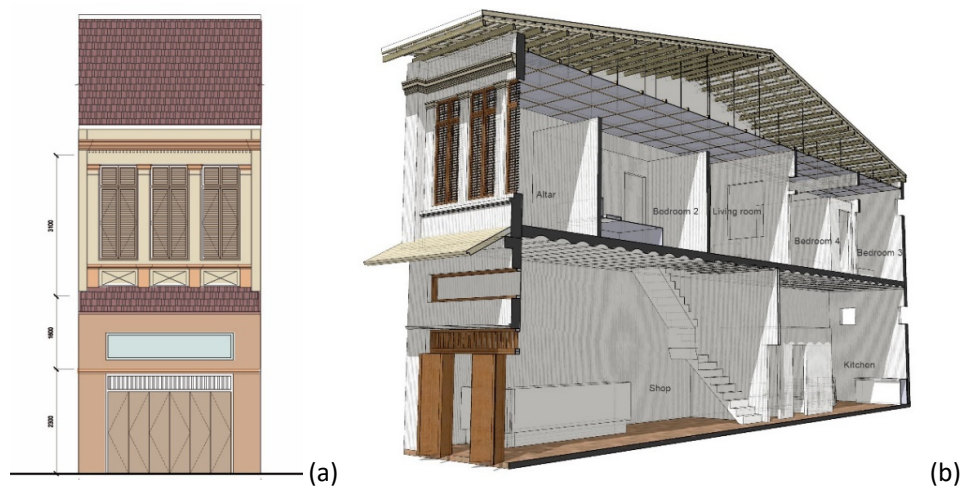 3100
1600
2300
(a)
Altar
Bedroom 2
Living room
Bedroom 4
Bedroom 3
Shop
Kitchen
(b)